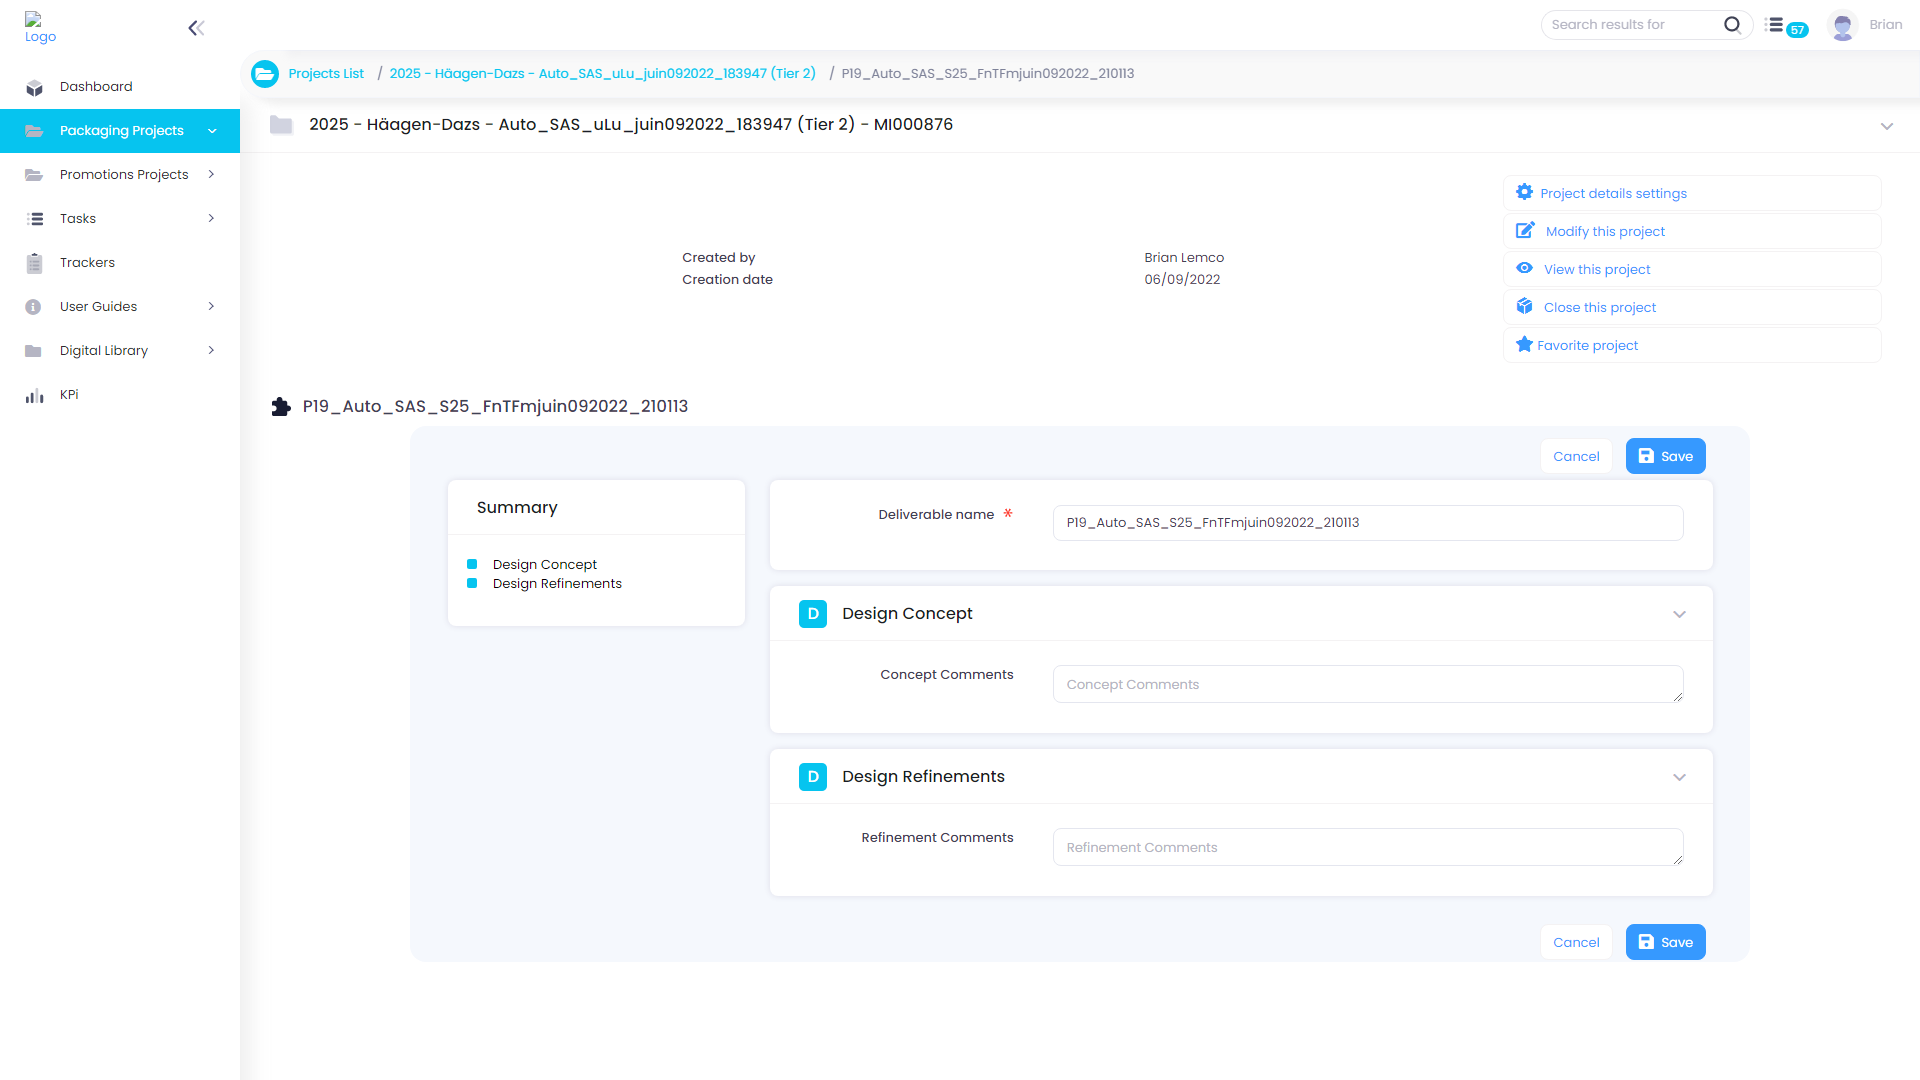 Logo
Search results for
57
Brian
Dashboard
Packaging Projects
Promotions Projects
Tasks
Trackers
User Guides
Digital Library
KPi
Projects List / 2025 - Häagen-Dazs - Auto_SAS_uLu_juin092022_183947 (Tier 2) / P19_Auto_SAS_S25_FnTFmjuin092022_210113
2025 - Häagen-Dazs - Auto_SAS_uLu_juin092022_183947 (Tier 2) - MI000876
Created by Brian Lemco
Creation date 06/09/2022
Project details settings
Modify this project
View this project
Close this project
Favorite project
P19_Auto_SAS_S25_FnTFmjuin092022_210113
Cancel
Save
Summary
Design Concept
Design Refinements
Deliverable name * P19_Auto_SAS_S25_FnTFmjuin092022_210113
D Design Concept
Concept Comments Concept Comments
D Design Refinements
Refinement Comments Refinement Comments
Cancel
Save